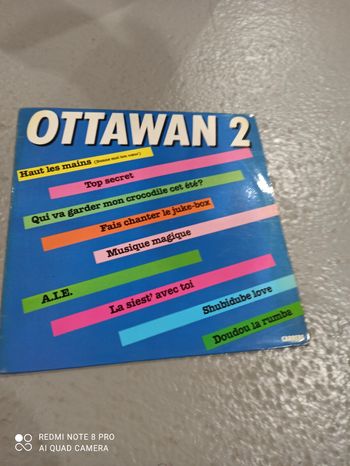 OTTAWAN 2
Haut les mains (Donne moi ton cœur)
Top secret
Qui va garder mon crocodile cet été?
Fais chanter le juke-box
Musique magique
A.I.E.
La siest' avec toi
Shubidube love
Doudou la rumba
CARRERE
REDMI NOTE 8 PRO
AI QUAD CAMERA